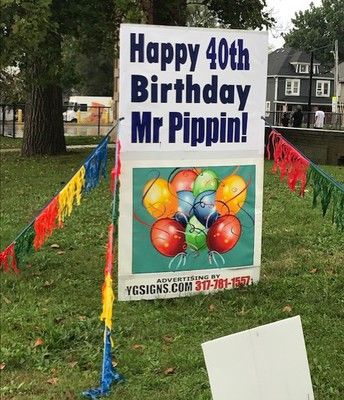 Happy 40th
Birthday
Mr Pippin!
ADVERTISING BY
YGSIGNS.COM 317-781-1557